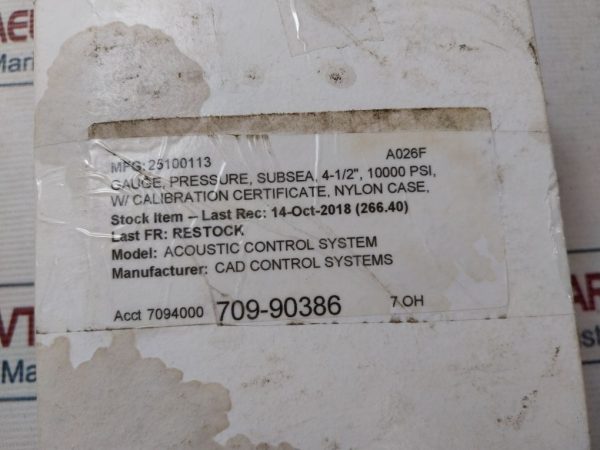 MFG: 25100113 A026F
GAUGE, PRESSURE, SUBSEA, 4-1/2", 10000 PSI,
W/ CALIBRATION CERTIFICATE, NYLON CASE,
Stock Item -- Last Rec: 14-Oct-2018 (266.40)
Last FR: RESTOCK
Model: ACOUSTIC CONTROL SYSTEM
Manufacturer: CAD CONTROL SYSTEMS
Acct 7094000 709-90386 7 OH